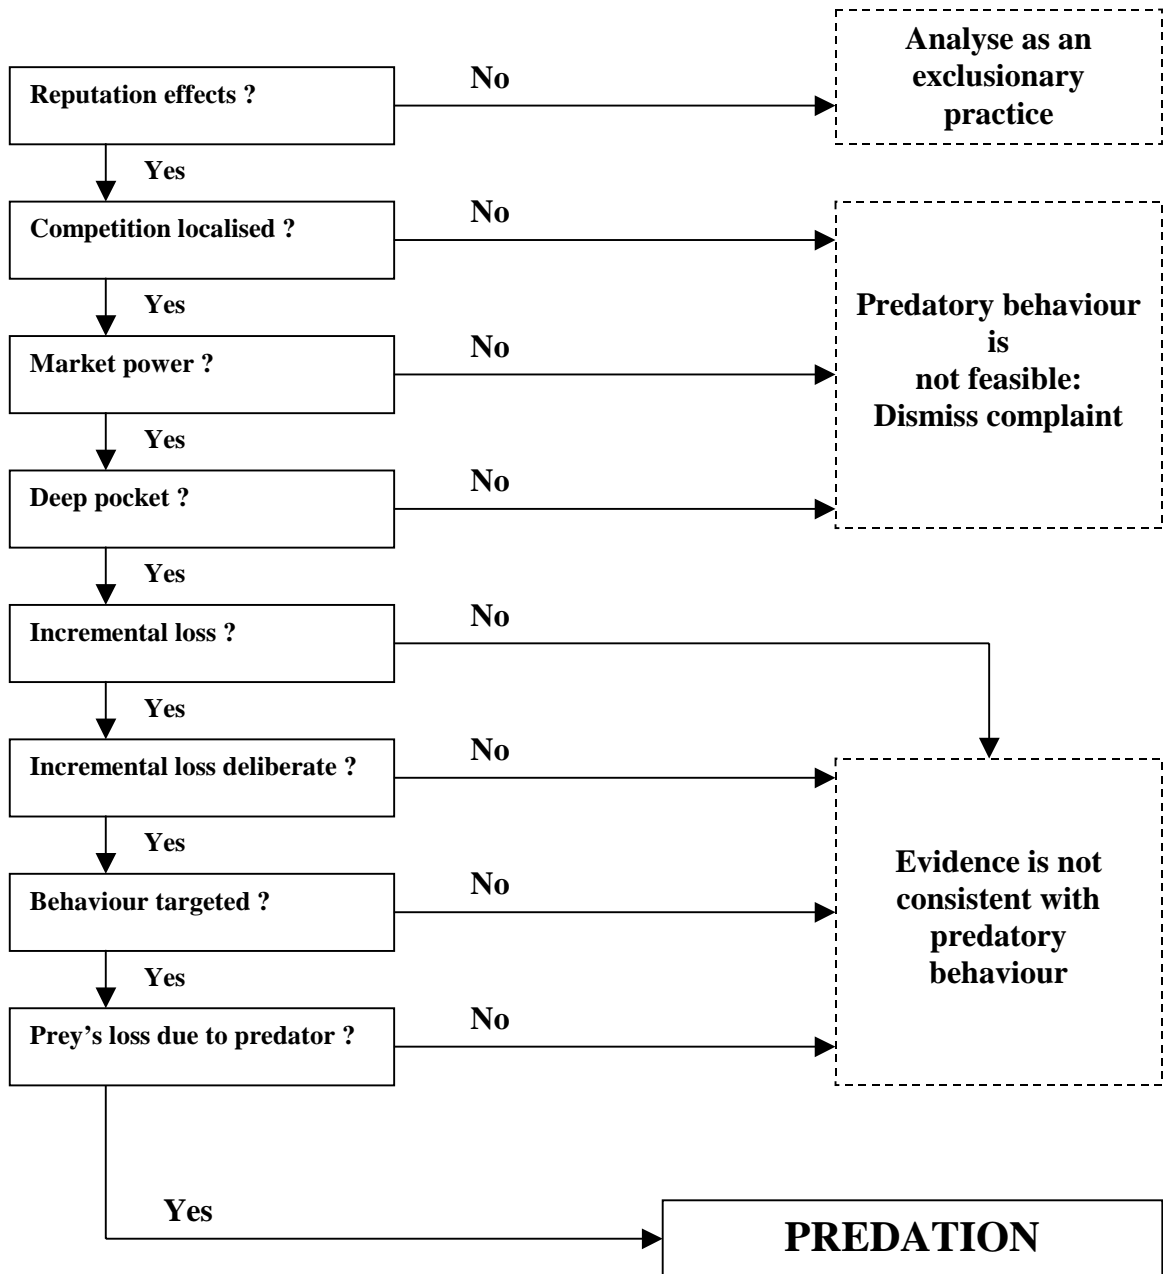 Reputation effects ?
No
Analyse as an
exclusionary
practice
Yes
Competition localised ?
No
Yes
Market power ?
No
Predatory behaviour
is
not feasible:
Dismiss complaint
Yes
Deep pocket ?
No
Yes
Incremental loss ?
No
Yes
Incremental loss deliberate ?
No
Yes
Behaviour targeted ?
No
Evidence is not
consistent with
predatory
behaviour
Yes
Prey’s loss due to predator ?
No
Yes
PREDATION